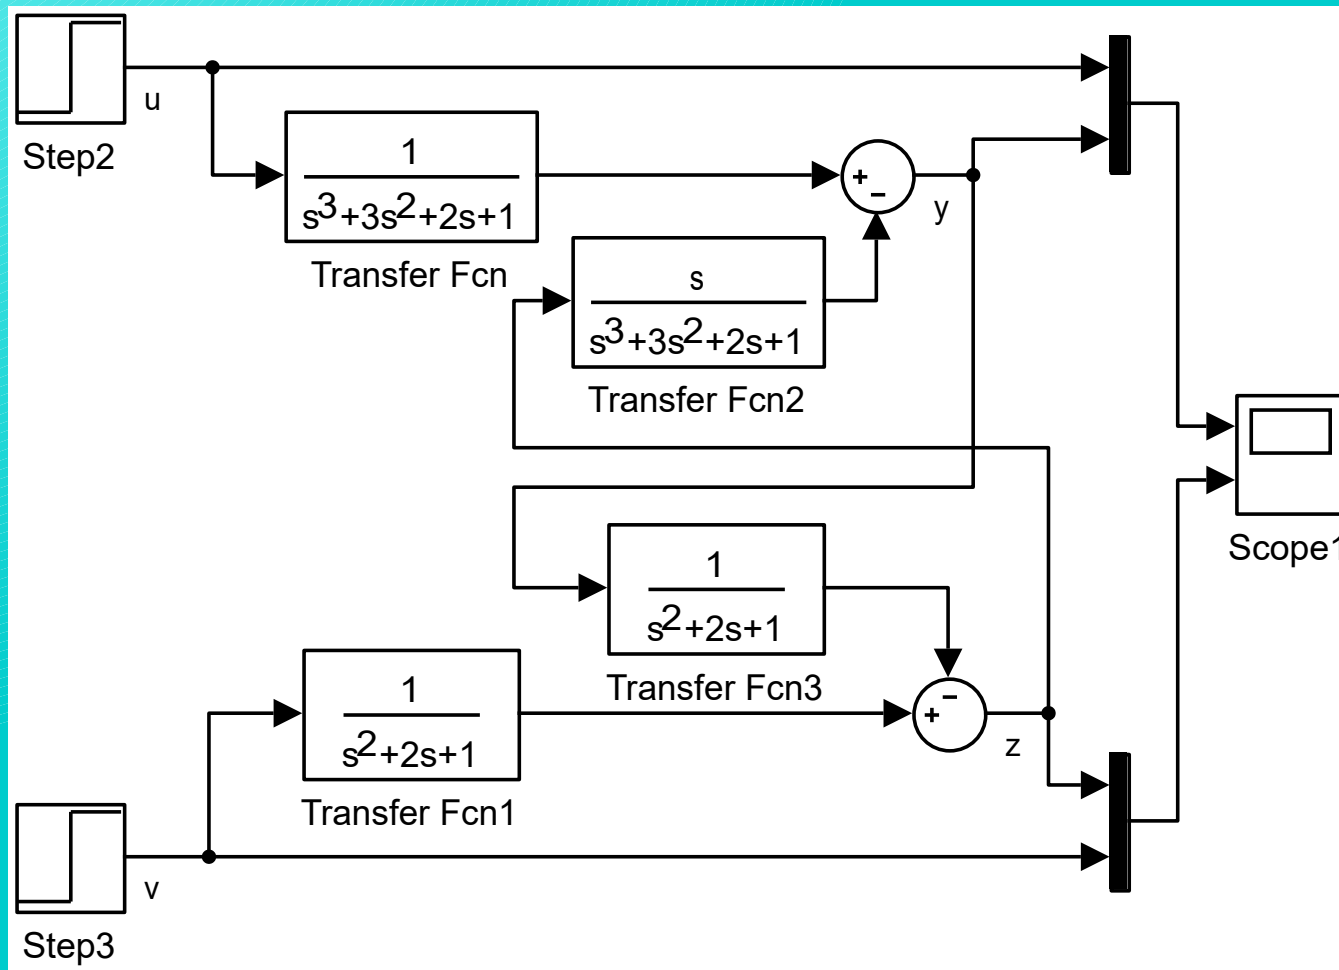 u
Step2
1
s3+3s2+2s+1
Transfer Fcn
+
−
y
s
s3+3s2+2s+1
Transfer Fcn2
Scope1
1
s2+2s+1
Transfer Fcn3
1
s2+2s+1
Transfer Fcn1
−
+
z
v
Step3